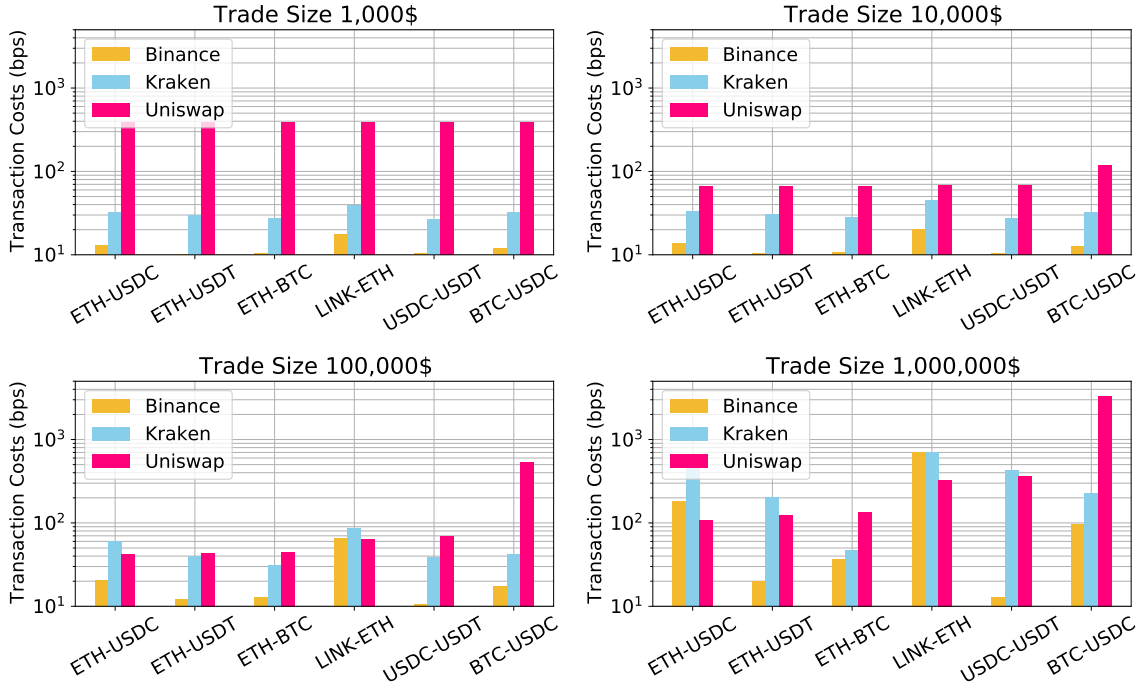 Trade Size 1,000$
Transaction Costs (bps)
10^3
10^2
10^1
Binance
Kraken
Uniswap
ETH-USDC
ETH-USDT
ETH-BTC
LINK-ETH
USDC-USDT
BTC-USDC
Trade Size 10,000$
Transaction Costs (bps)
10^3
10^2
10^1
Binance
Kraken
Uniswap
ETH-USDC
ETH-USDT
ETH-BTC
LINK-ETH
USDC-USDT
BTC-USDC
Trade Size 100,000$
Transaction Costs (bps)
10^3
10^2
10^1
Binance
Kraken
Uniswap
ETH-USDC
ETH-USDT
ETH-BTC
LINK-ETH
USDC-USDT
BTC-USDC
Trade Size 1,000,000$
Transaction Costs (bps)
10^3
10^2
10^1
Binance
Kraken
Uniswap
ETH-USDC
ETH-USDT
ETH-BTC
LINK-ETH
USDC-USDT
BTC-USDC